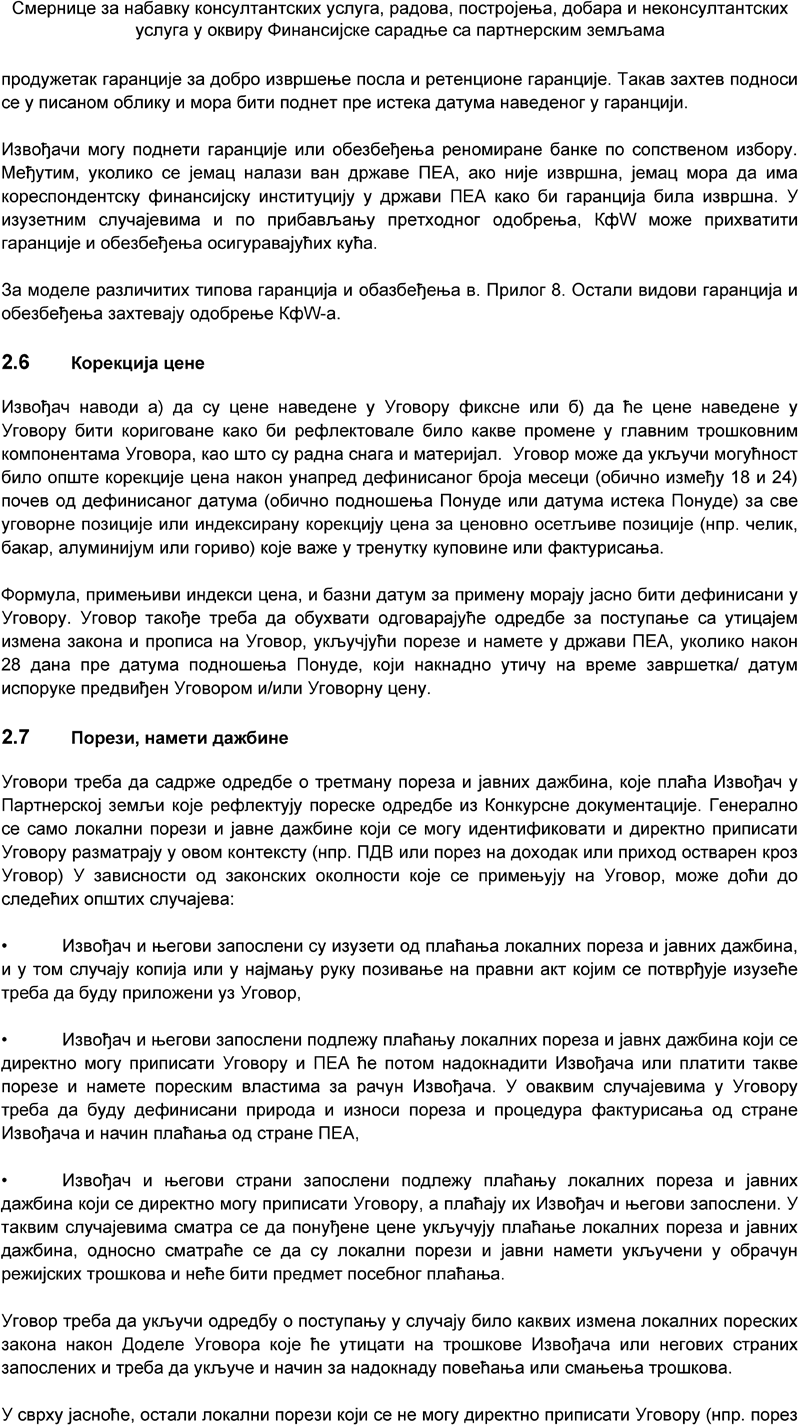 Смернице за набавку консултантских услуга, радова, постројења, добара и неконсултантских
услуга у оквиру Финансијске сарадње са партнерским земљама
продужетак гаранције за добро извршење посла и ретенционе гаранције. Такав захтев подноси
се у писаном облику и мора бити поднет пре истека датума наведеног у гаранцији.
Извођачи могу поднети гаранције или обезбеђења реномиране банке по сопственом избору.
Међутим, уколико се јемац налази ван државе ПЕА, ако није извршна, јемац мора да има
кореспондентску финансијску институцију у држави ПЕА како би гаранција била извршна. У
изузетним случајевима и по прибављању претходног одобрења, КфW може прихватити
гаранције и обезбеђења осигуравајућих кућа.
За моделе различитих типова гаранција и обазбеђења в. Прилог 8. Остали видови гаранција и
обезбеђења захтевају одобрење КфW-а.
2.6 Корекција цене
Извођач наводи а) да су цене наведене у Уговору фиксне или б) да ће цене наведене у
Уговору бити кориговане како би рефлектовале било какве промене у главним трошковним
компонентама Уговора, као што су радна снага и материјал. Уговор може да укључи могућност
било опште корекције цена након унапред дефинисаног броја месеци (обично између 18 и 24)
почев од дефинисаног датума (обично подношења Понуде или датума истека Понуде) за све
уговорне позиције или индексирану корекцију цена за ценовно осетљиве позиције (нпр. челик,
бакар, алуминијум или гориво) које важе у тренутку куповине или фактурисања.
Формула, примењиви индекси цена, и базни датум за примену морају јасно бити дефинисани у
Уговору. Уговор такође треба да обухвати одговарајуће одредбе за поступање са утицајем
измена закона и прописа на Уговор, укључјући порезе и намете у држави ПЕА, уколико након
28 дана пре датума подношења Понуде, који накнадно утичу на време завршетка/ датум
испоруке предвиђен Уговором и/или Уговорну цену.
2.7 Порези, намети дажбине
Уговори треба да садрже одредбе о третману пореза и јавних дажбина, које плаћа Извођач у
Партнерској земљи које рефлектују пореске одредбе из Конкурсне документације. Генерално
се само локални порези и јавне дажбине који се могу идентификовати и директно приписати
Уговору разматрају у овом контексту (нпр. ПДВ или порез на доходак или приход остварен кроз
Уговор) У зависности од законских околности које се примењују на Уговор, може доћи до
следећих општих случајева:
• Извођач и његови запослени су изузети од плаћања локалних пореза и јавних дажбина,
и у том случају копија или у најмању руку позивање на правни акт којим се потврђује изузеће
треба да буду приложени уз Уговор,
• Извођач и његови запослени подлежу плаћању локалних пореза и јавнх дажбина који се
директно могу приписати Уговору и ПЕА ће потом надокнадити Извођача или платити такве
порезе и намете пореским властима за рачун Извођача. У оваквим случајевима у Уговору
треба да буду дефинисани природа и износи пореза и процедура фактурисања од стране
Извођача и начин плаћања од стране ПЕА,
• Извођач и његови страни запослени подлежу плаћању локалних пореза и јавних
дажбина који се директно могу приписати Уговору, а плаћају их Извођач и његови запослени. У
таквим случајевима сматра се да понуђене цене укључују плаћање локалних пореза и јавних
дажбина, односно сматраће се да су локални порези и јавни намети укључени у обрачун
режијских трошкова и неће бити предмет посебног плаћања.
Уговор треба да укључи одредбу о поступању у случају било каквих измена локалних пореских
закона након Доделе Уговора које ће утицати на трошкове Извођача или негових страних
запослених и треба да укључе и начин за надокнаду повећања или смањења трошкова.
У сврху јасноће, остали локални порези који се не могу директно приписати Уговору (нпр. порез